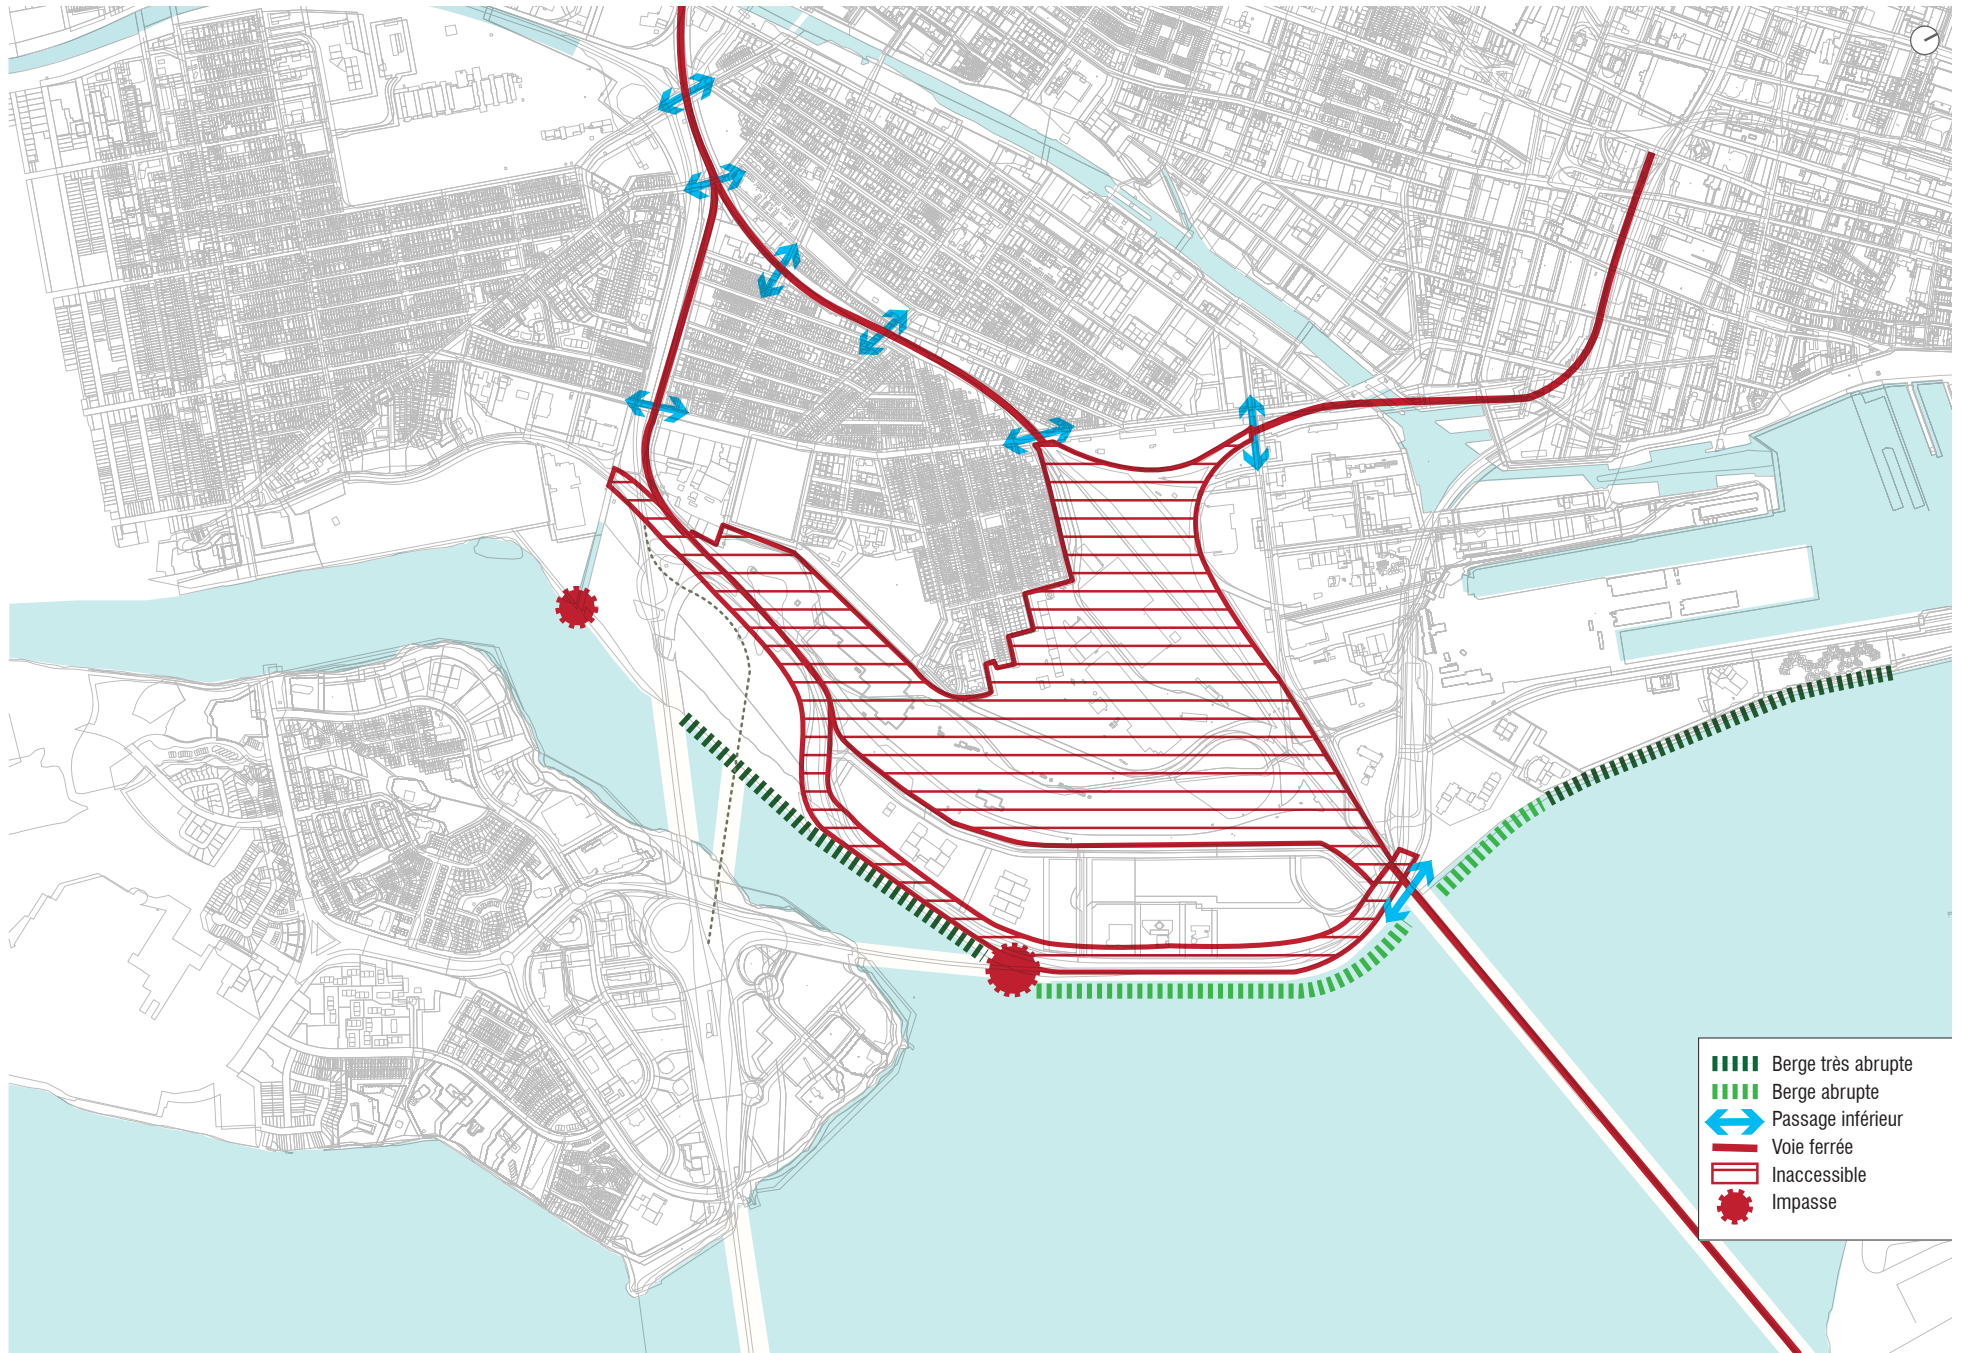 Berge très abrupte
Berge abrupte
Passage inférieur
Voie ferrée
Inaccessible
Impasse